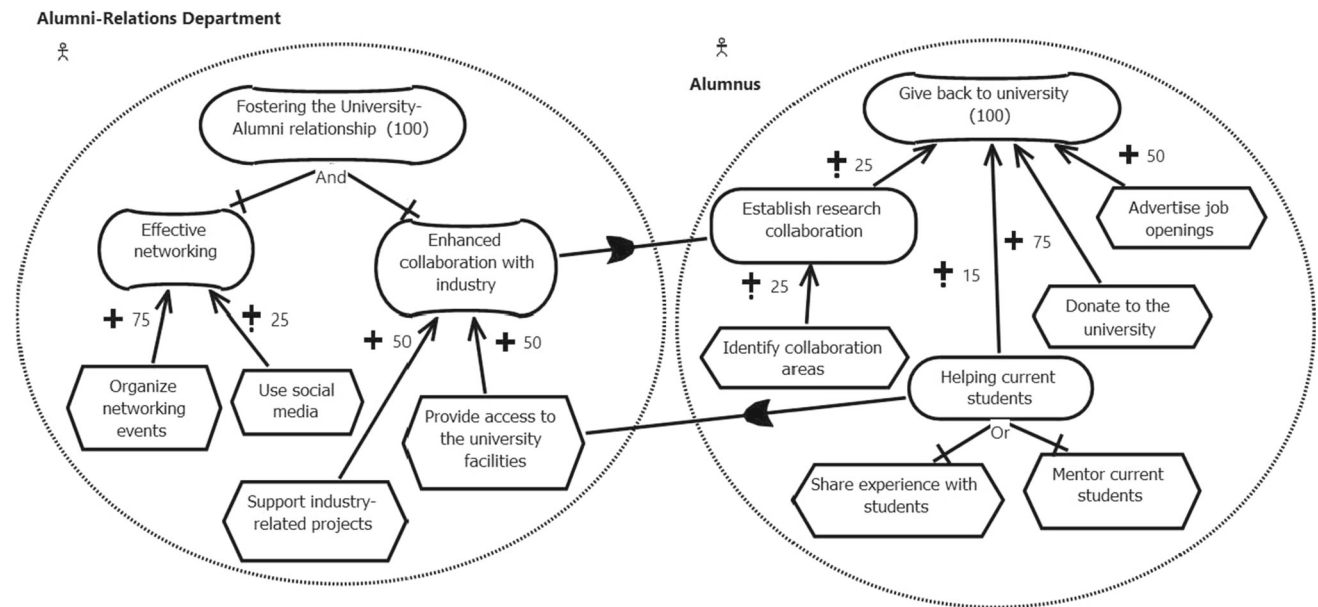 Alumni-Relations Department
Fostering the University-
Alumni relationship (100)
And
Effective
networking
Enhanced
collaboration with
industry
75
25
50
50
Organize
networking
events
Use social
media
Provide access to
the university
facilities
Support industry-
related projects
Alumnus
Give back to university
(100)
25
50
Establish research
collaboration
Advertise job
openings
75
15
25
Donate to the
university
Identify collaboration
areas
Helping current
students
Or
Share experience with
students
Mentor current
students